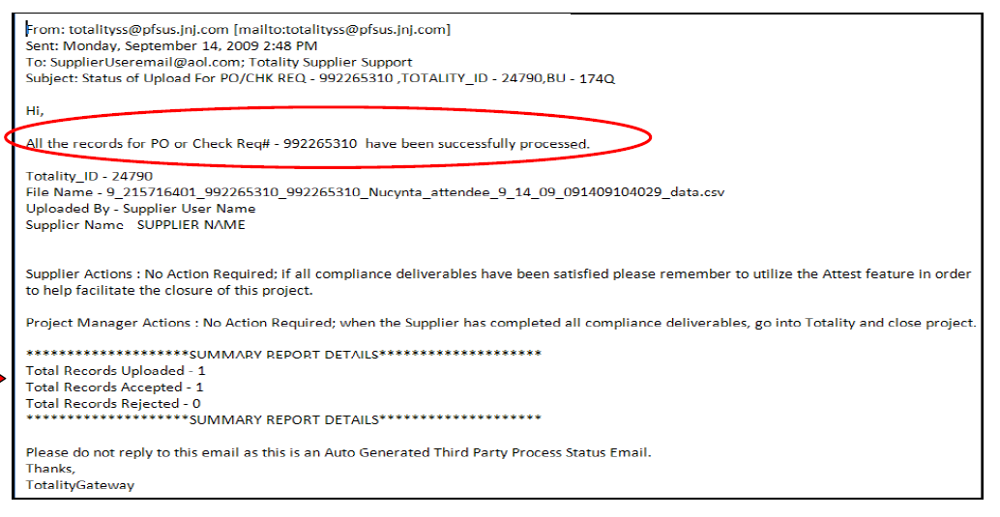 From: totalityss@pfsus.jnj.com [mailto:totalityss@pfsus.jnj.com]
Sent: Monday, September 14, 2009 2:48 PM
To: SupplierUseremail@aol.com; Totality Supplier Support
Subject: Status of Upload For PO/CHK REQ - 992265310 ,TOTALITY_ID - 24790,BU - 174Q
Hi,
All the records for PO or Check Req# - 992265310 have been successfully processed.
Totality_ID - 24790
File Name - 9_215716401_992265310_992265310_Nucynta_attendee_9_14_09_091409104029_data.csv
Uploaded By - Supplier User Name
Supplier Name SUPPLIER NAME
Supplier Actions : No Action Required; if all compliance deliverables have been satisfied please remember to utilize the Attest feature in order
to help facilitate the closure of this project.
Project Manager Actions : No Action Required; when the Supplier has completed all compliance deliverables, go into Totality and close project.
********************SUMMARY REPORT DETAILS********************
Total Records Uploaded - 1
Total Records Accepted - 1
Total Records Rejected - 0
********************SUMMARY REPORT DETAILS********************
Please do not reply to this email as this is an Auto Generated Third Party Process Status Email.
Thanks,
TotalityGateway